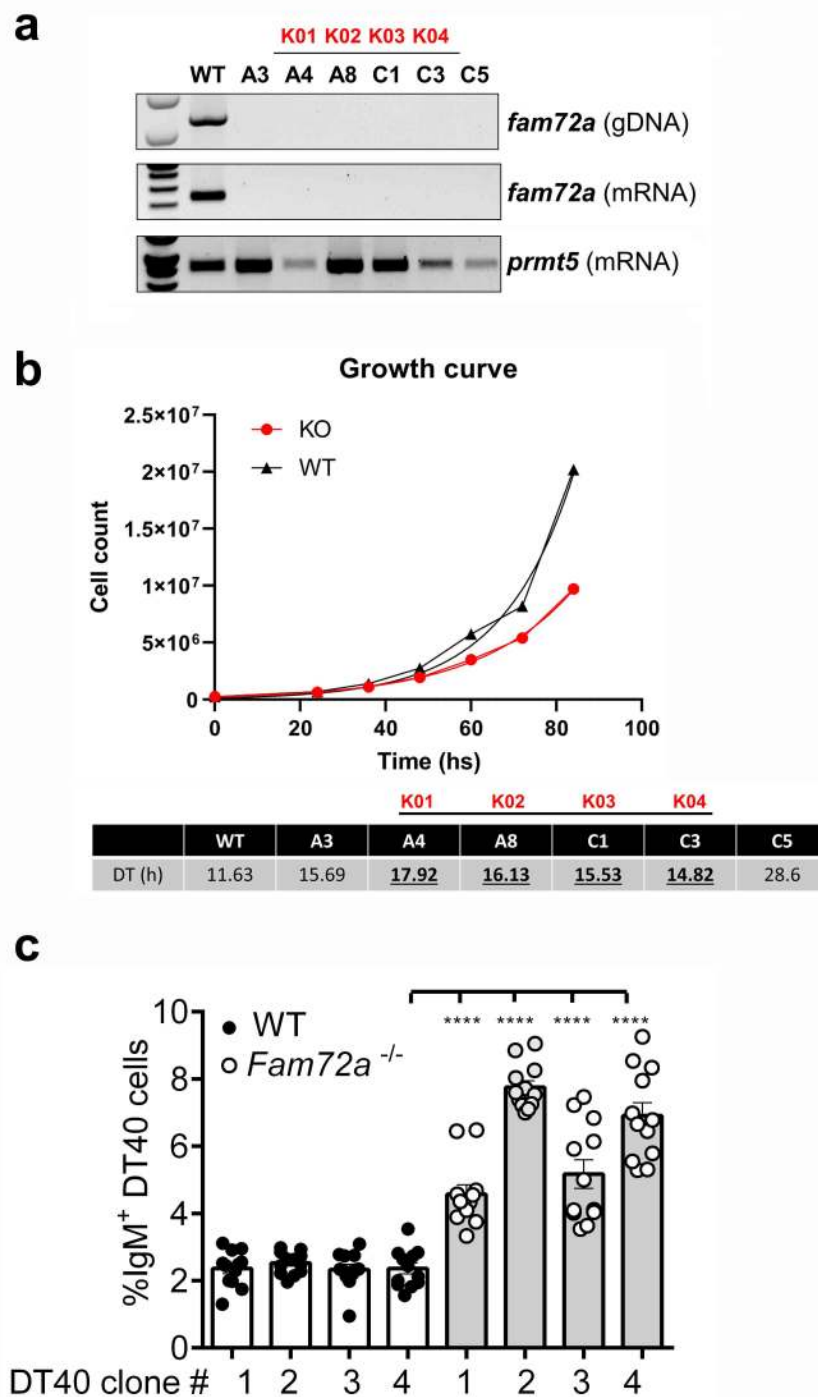 a
K01 K02 K03 K04
WT A3 A4 A8 C1 C3 C5
fam72a (gDNA)
fam72a (mRNA)
prmt5 (mRNA)
b
Growth curve
2.5×10⁷
2×10⁷
1.5×10⁷
1×10⁷
5×10⁶
0
KO
WT
Cell count
0 20 40 60 80 100
Time (hs)
K01 K02 K03 K04
WT A3 A4 A8 C1 C3 C5
DT (h) 11.63 15.69 17.92 16.13 15.53 14.82 28.6
c
10
8
6
4
2
0
WT
Fam72a -/-
**** **** **** ****
%IgM⁺ DT40 cells
DT40 clone # 1 2 3 4 1 2 3 4